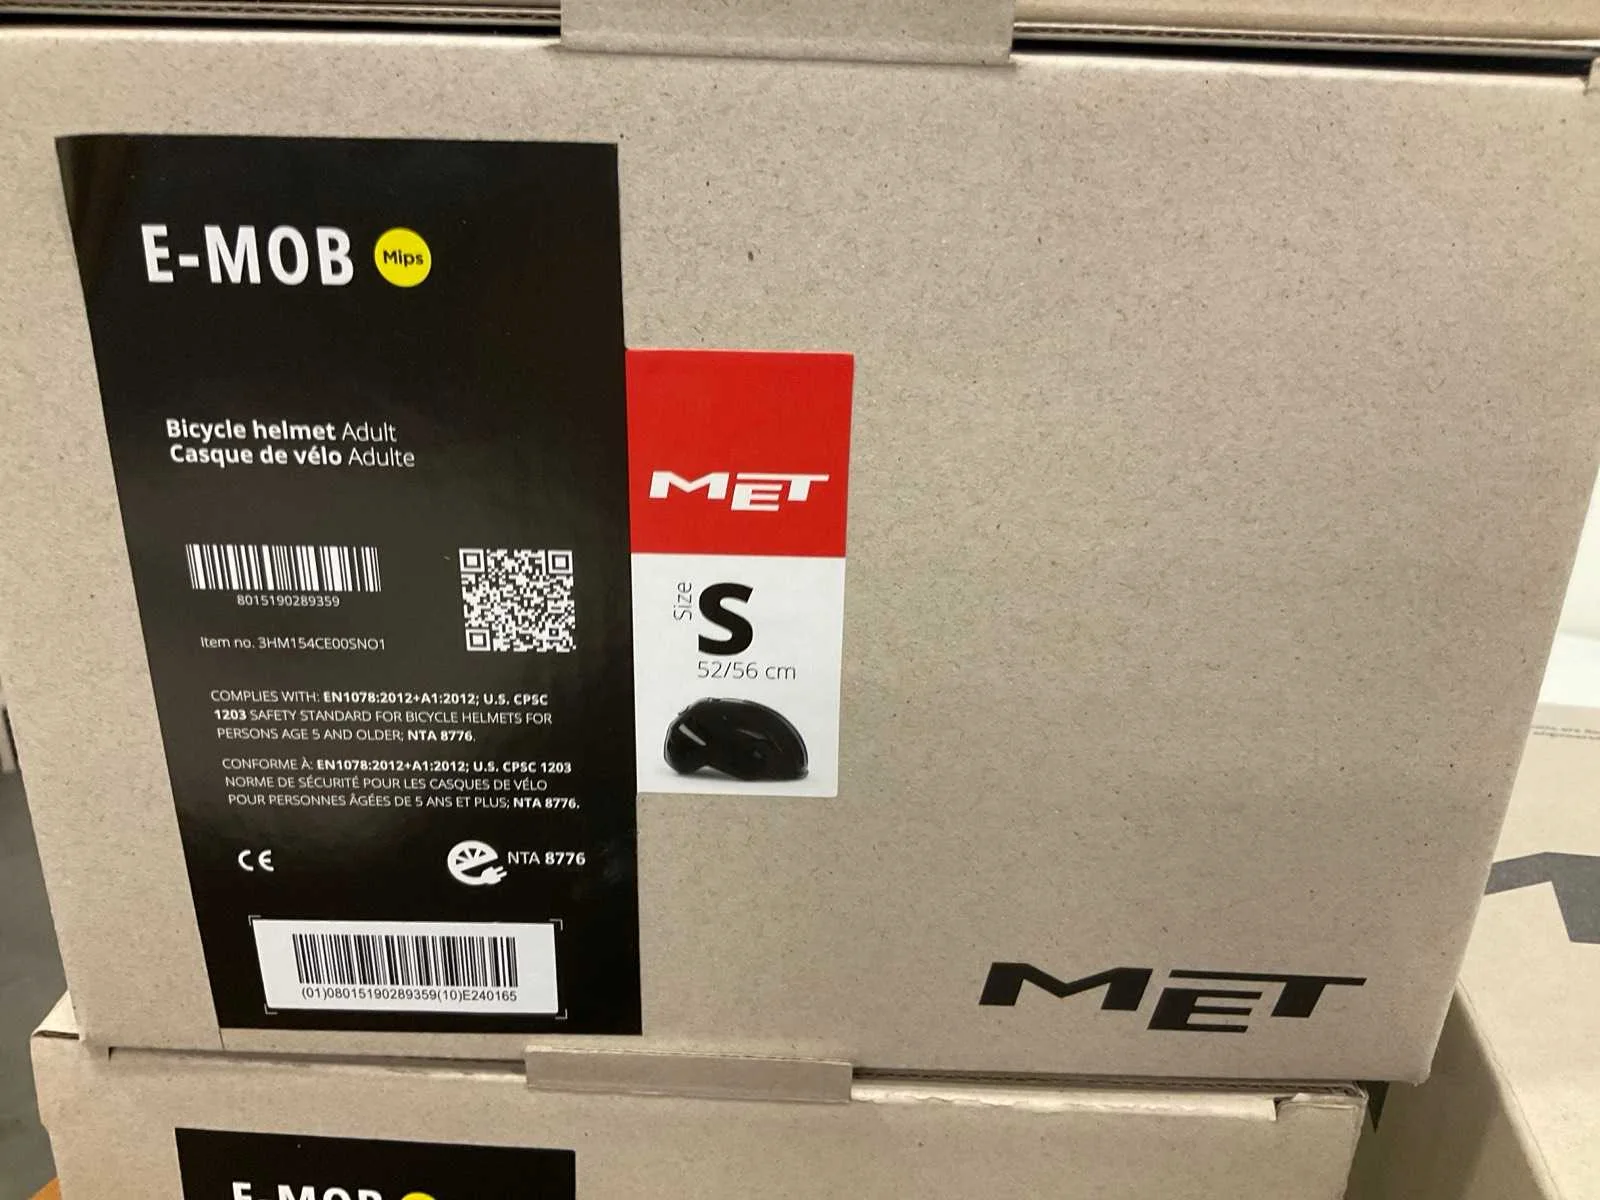 E-MOB Mips
Bicycle helmet Adult
Casque de vélo Adulte
8015190289359
Item no. 3HM154CE00SNO1
COMPLIES WITH: EN1078:2012+A1:2012; U.S. CPSC
1203 SAFETY STANDARD FOR BICYCLE HELMETS FOR
PERSONS AGE 5 AND OLDER; NTA 8776.
CONFORME À: EN1078:2012+A1:2012; U.S. CPSC 1203
NORME DE SÉCURITÉ POUR LES CASQUES DE VÉLO
POUR PERSONNES ÂGÉES DE 5 ANS ET PLUS; NTA 8776.
CE
NTA 8776
(01)08015190289359(10)E240165
MET
Size
S
52/56 cm
MET
E-MOB